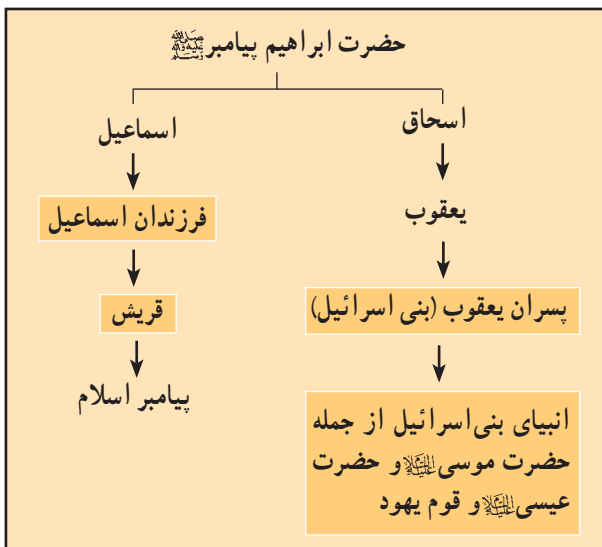 حضرت ابراهیم پیامبر ﷺ
اسحاق
اسماعیل
یعقوب
فرزندان اسماعیل
پسران یعقوب (بنی اسرائیل)
قریش
پیامبر اسلام
انبیای بنی‌اسرائیل از جمله
حضرت موسی علیه‌السلام و حضرت
عیسی علیه‌السلام و قوم یهود